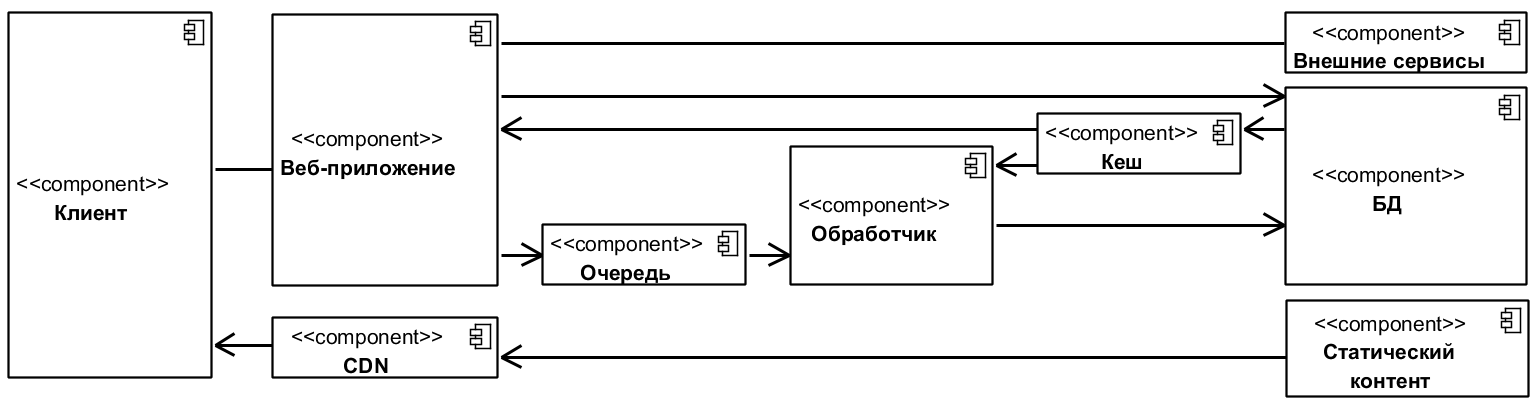 <<component>>
Клиент
<<component>>
Веб-приложение
<<component>>
Внешние сервисы
<<component>>
Кеш
<<component>>
БД
<<component>>
Обработчик
<<component>>
Очередь
<<component>>
CDN
<<component>>
Статический
контент